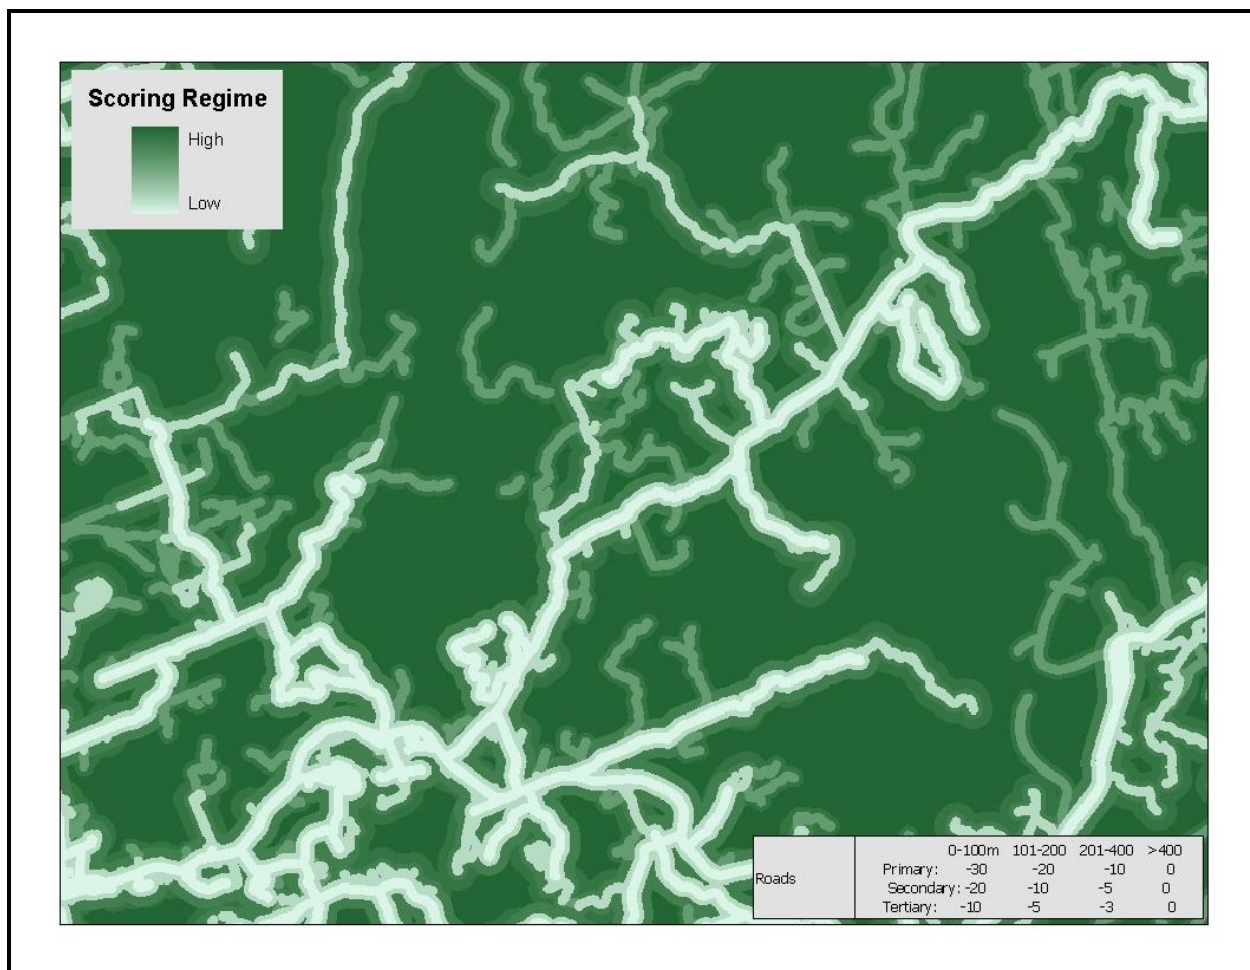 Scoring Regime
High
Low
0-100m 101-200 201-400 >400
Primary: -30 -20 -10 0
Roads
Secondary: -20 -10 -5 0
Tertiary: -10 -5 -3 0